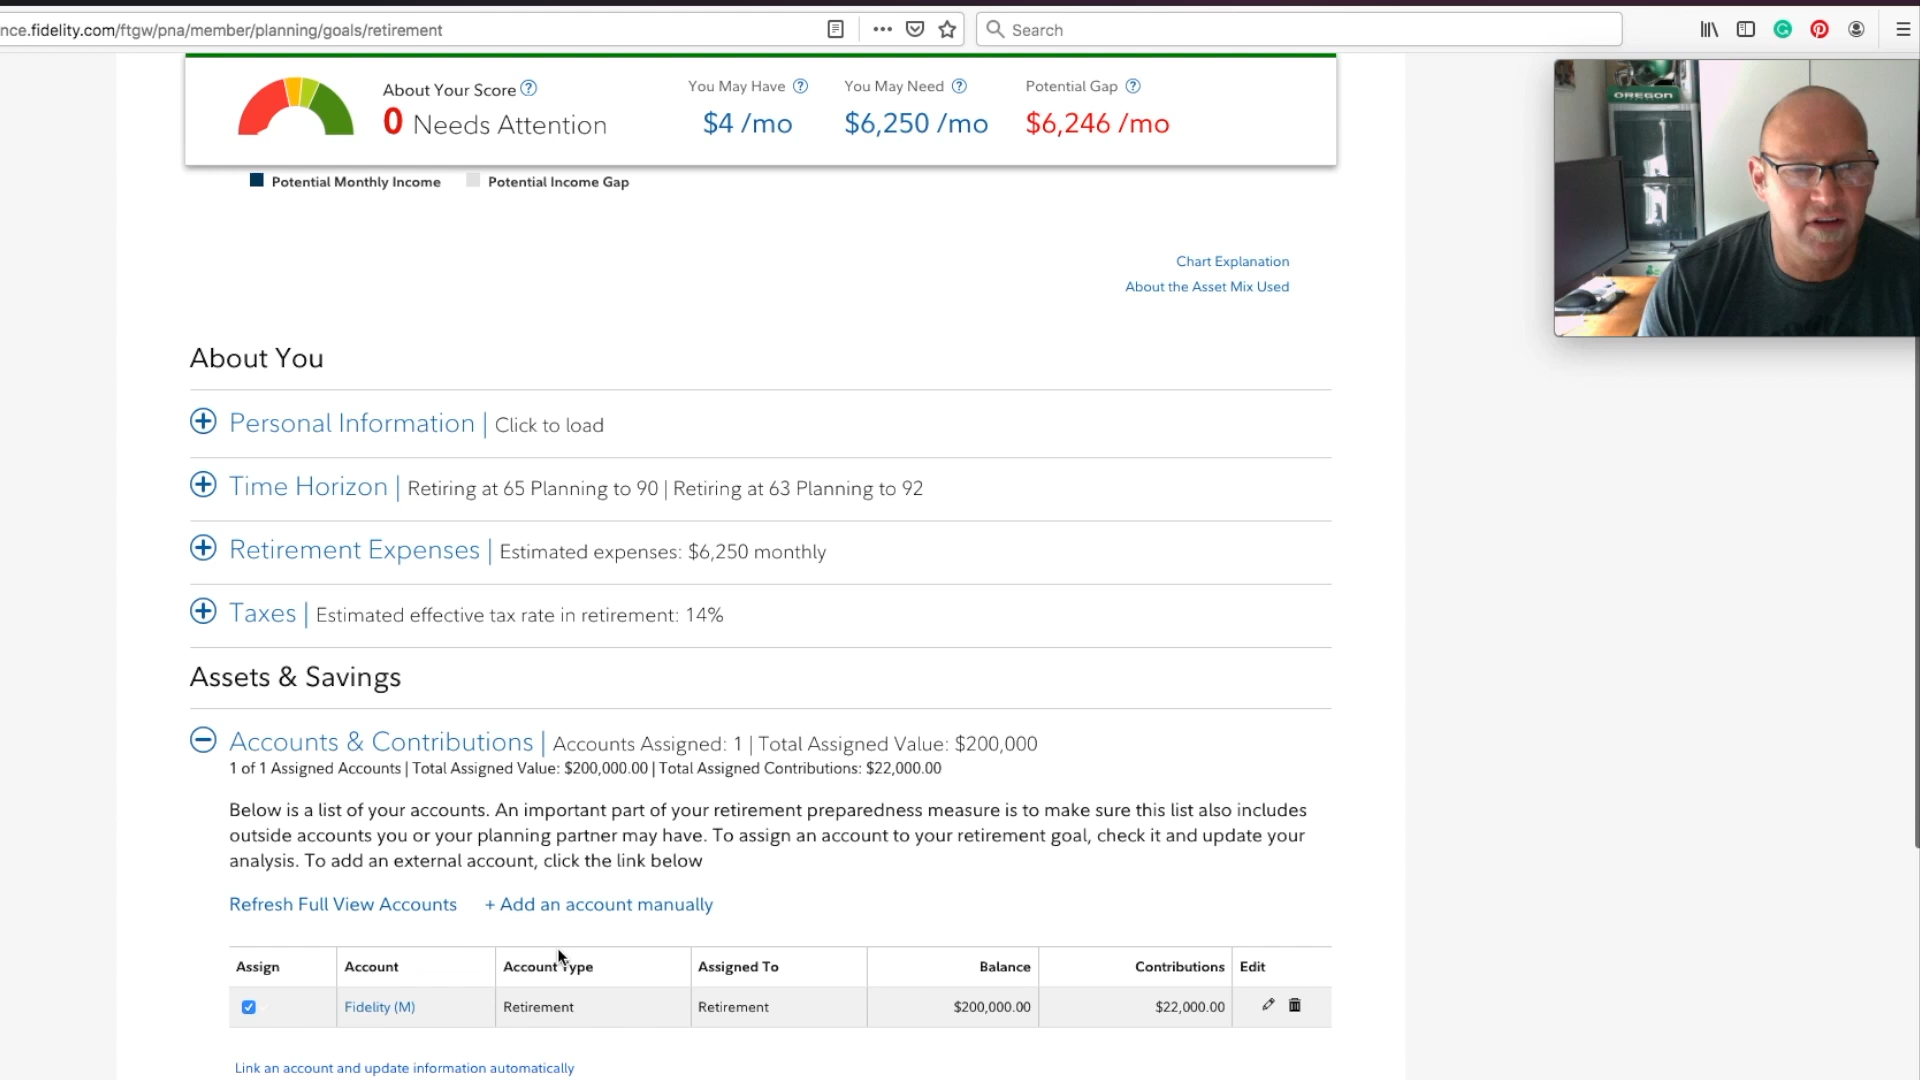 nce.fidelity.com/ftgw/pna/member/planning/goals/retirement
Search
OREGON
About Your Score ?
0 Needs Attention
You May Have ?
$4 /mo
You May Need ?
$6,250 /mo
Potential Gap ?
$6,246 /mo
Potential Monthly Income
Potential Income Gap
Chart Explanation
About the Asset Mix Used
About You
Personal Information | Click to load
Time Horizon | Retiring at 65 Planning to 90 | Retiring at 63 Planning to 92
Retirement Expenses | Estimated expenses: $6,250 monthly
Taxes | Estimated effective tax rate in retirement: 14%
Assets & Savings
Accounts & Contributions | Accounts Assigned: 1 | Total Assigned Value: $200,000
1 of 1 Assigned Accounts | Total Assigned Value: $200,000.00 | Total Assigned Contributions: $22,000.00
Below is a list of your accounts. An important part of your retirement preparedness measure is to make sure this list also includes
outside accounts you or your planning partner may have. To assign an account to your retirement goal, check it and update your
analysis. To add an external account, click the link below
Refresh Full View Accounts + Add an account manually
Assign Account Account Type Assigned To Balance Contributions Edit
Fidelity (M) Retirement Retirement $200,000.00 $22,000.00
Link an account and update information automatically